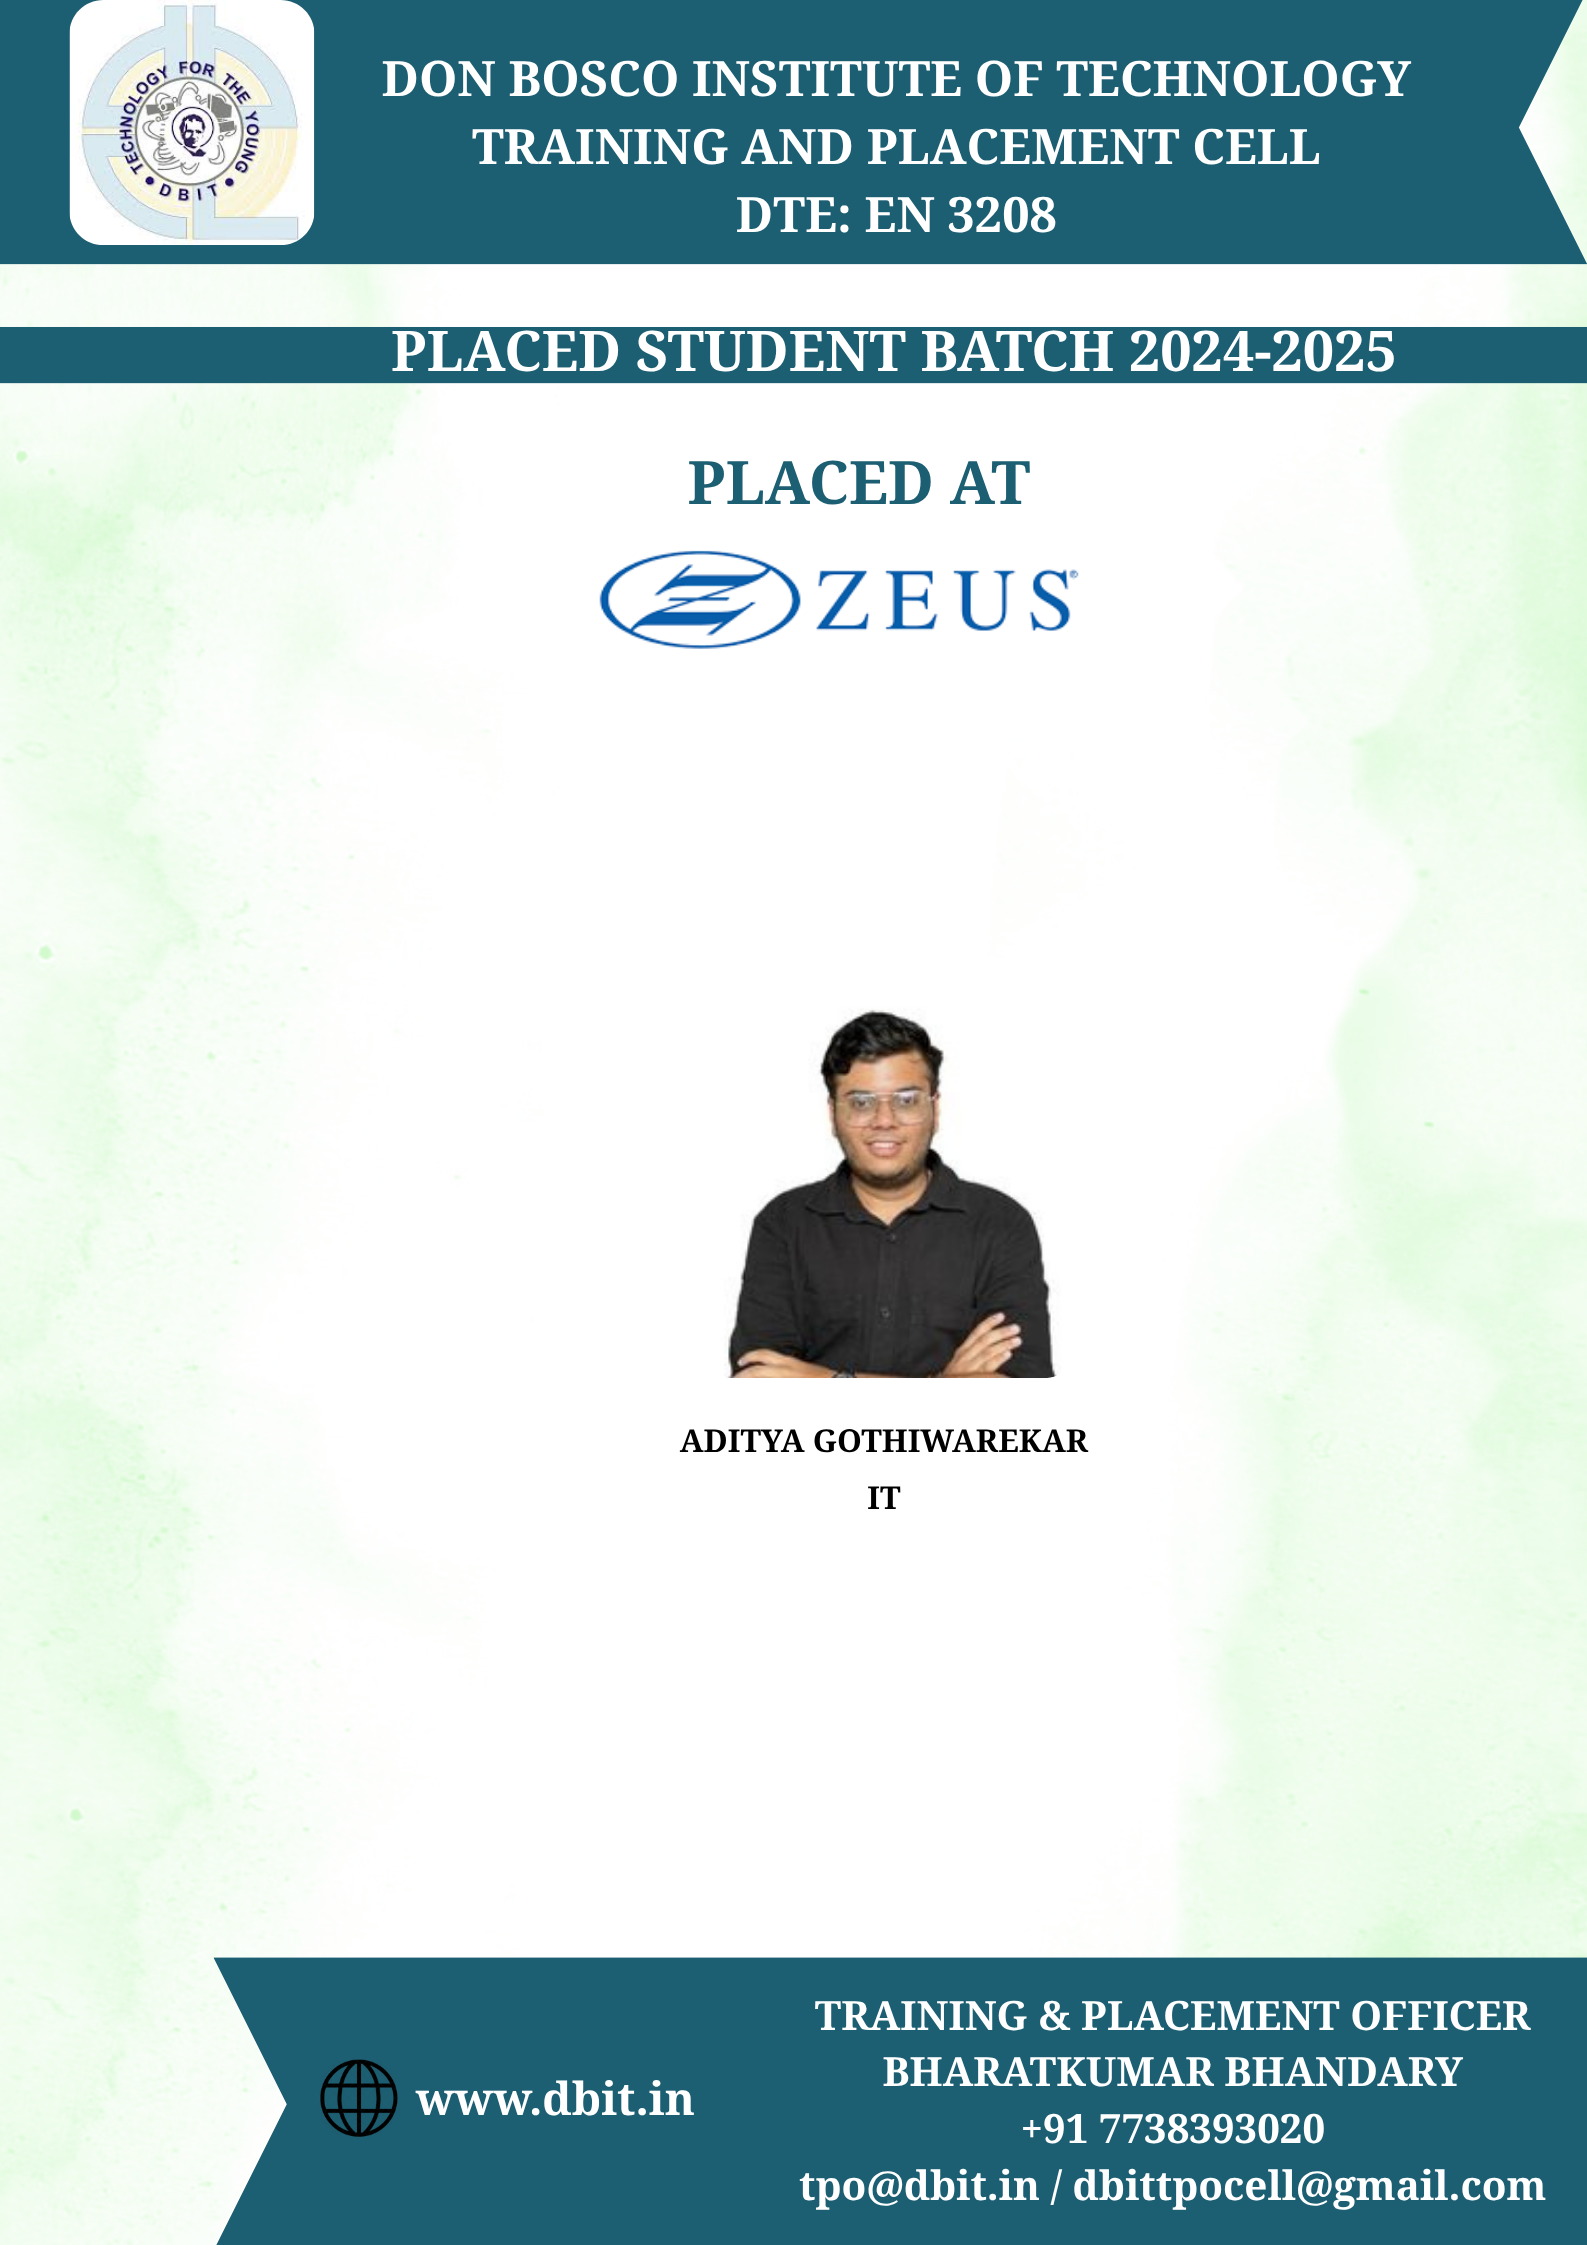 TECHNOLOGY FOR THE YOUNG
• DBIT •
DON BOSCO INSTITUTE OF TECHNOLOGY
TRAINING AND PLACEMENT CELL
DTE: EN 3208
PLACED STUDENT BATCH 2024-2025
PLACED AT
ZEUS®
ADITYA GOTHIWAREKAR
IT
www.dbit.in
TRAINING & PLACEMENT OFFICER
BHARATKUMAR BHANDARY
+91 7738393020
tpo@dbit.in / dbittpocell@gmail.com